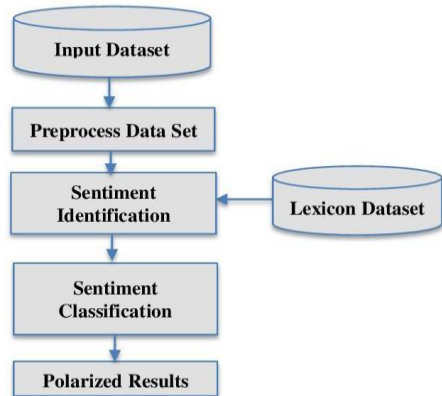 Input Dataset
Preprocess Data Set
Sentiment
Identification
Lexicon Dataset
Sentiment
Classification
Polarized Results